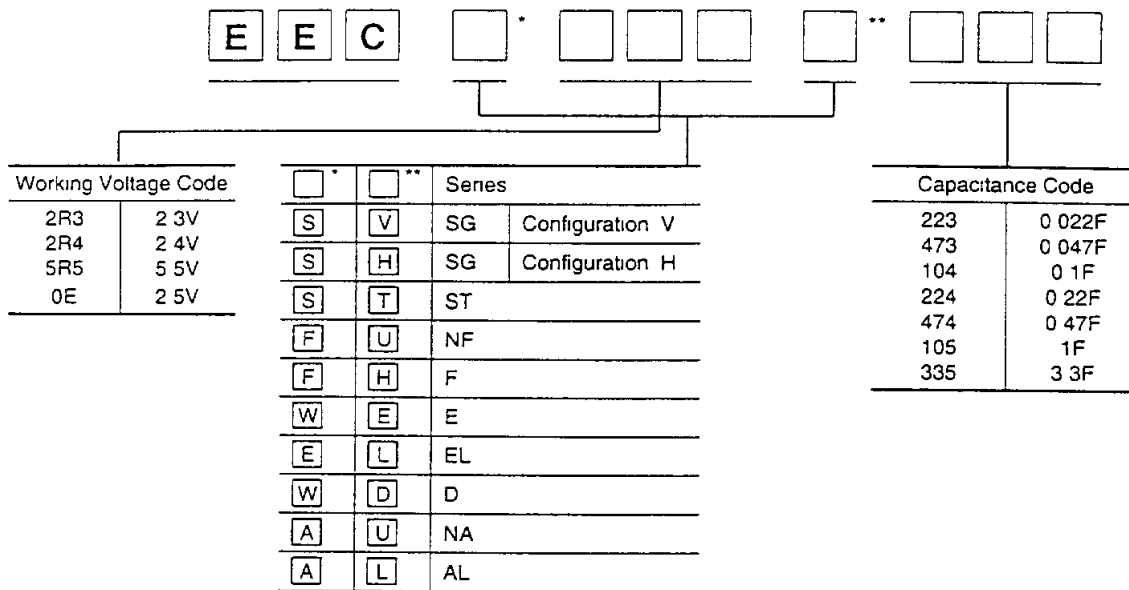 E E C * **
Working Voltage Code
2R3 2 3V
2R4 2 4V
5R5 5 5V
0E 2 5V
* ** Series
S V SG Configuration V
S H SG Configuration H
S T ST
F U NF
F H F
W E E
E L EL
W D D
A U NA
A L AL
Capacitance Code
223 0 022F
473 0 047F
104 0 1F
224 0 22F
474 0 47F
105 1F
335 3 3F